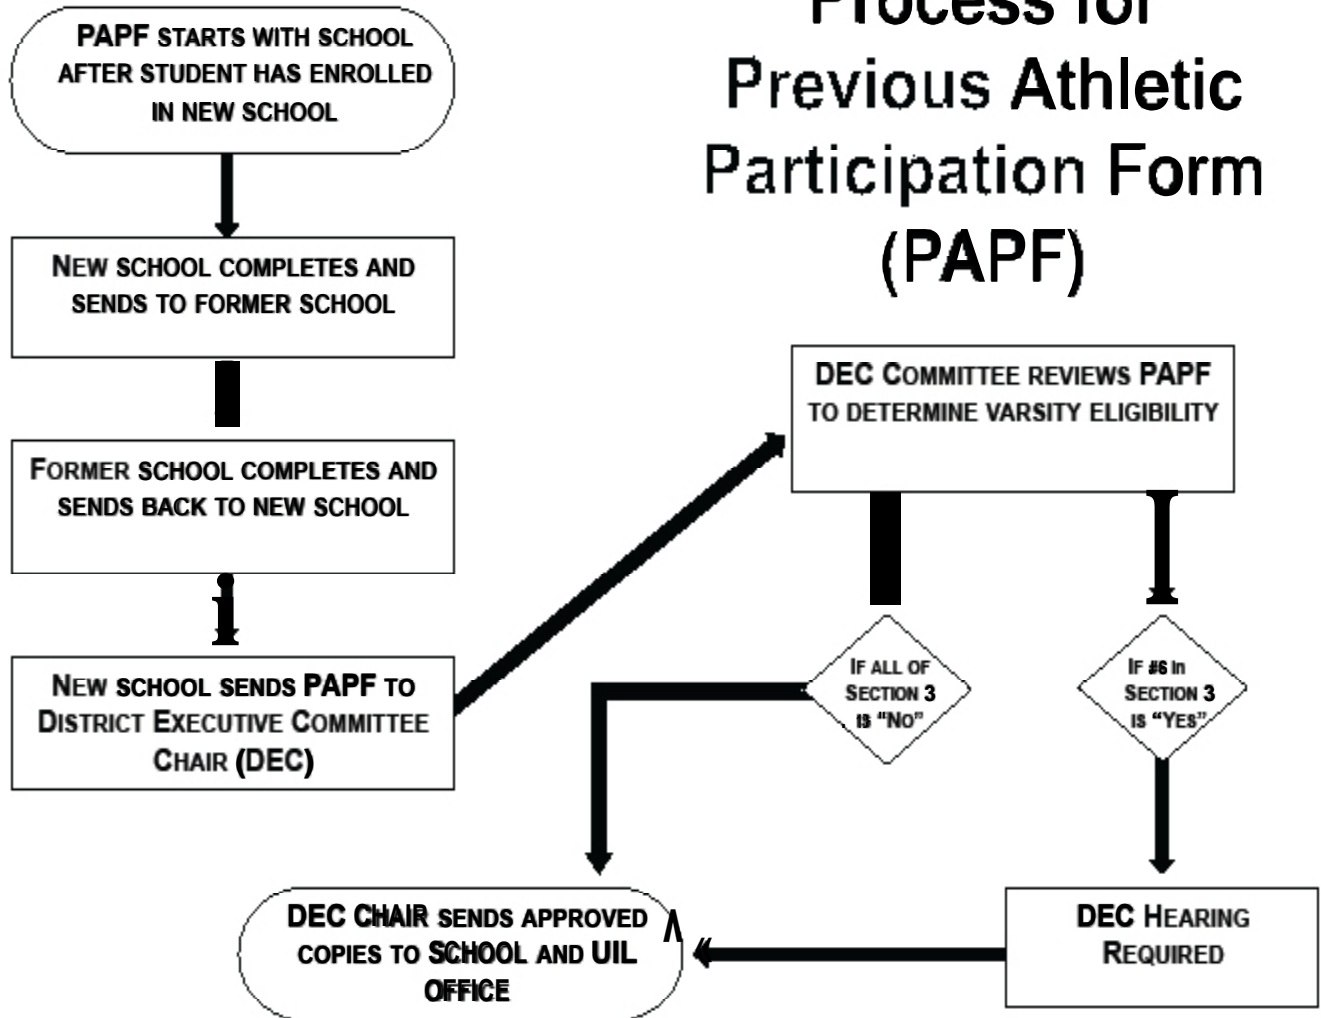 Process for
Previous Athletic
Participation Form
(PAPF)
PAPF STARTS WITH SCHOOL
AFTER STUDENT HAS ENROLLED
IN NEW SCHOOL
NEW SCHOOL COMPLETES AND
SENDS TO FORMER SCHOOL
FORMER SCHOOL COMPLETES AND
SENDS BACK TO NEW SCHOOL
NEW SCHOOL SENDS PAPF TO
DISTRICT EXECUTIVE COMMITTEE
CHAIR (DEC)
DEC COMMITTEE REVIEWS PAPF
TO DETERMINE VARSITY ELIGIBILITY
IF ALL OF
SECTION 3
IS "NO"
IF #6 in
SECTION 3
IS "YES"
DEC HEARING
REQUIRED
DEC CHAIR SENDS APPROVED
COPIES TO SCHOOL AND UIL
OFFICE